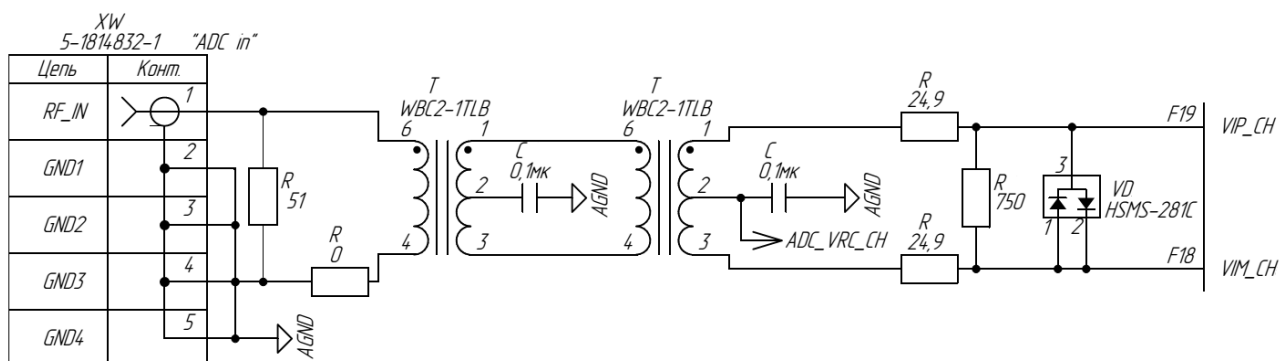 XW
5-1814832-1 "ADC in"
Цепь Конт.
RF_IN 1
GND1 2
GND2 3
GND3 4
GND4 5
R
51
R
0
AGND
T
WBC2-1TLB
6 1
2
4 3
C
0,1мк
AGND
T
WBC2-1TLB
6 1
2
4 3
C
0,1мк
AGND
ADC_VRC_CH
R
24,9
R
24,9
R
750
3
1 2
VD
HSMS-281C
F19 VIP_CH
F18 VIM_CH